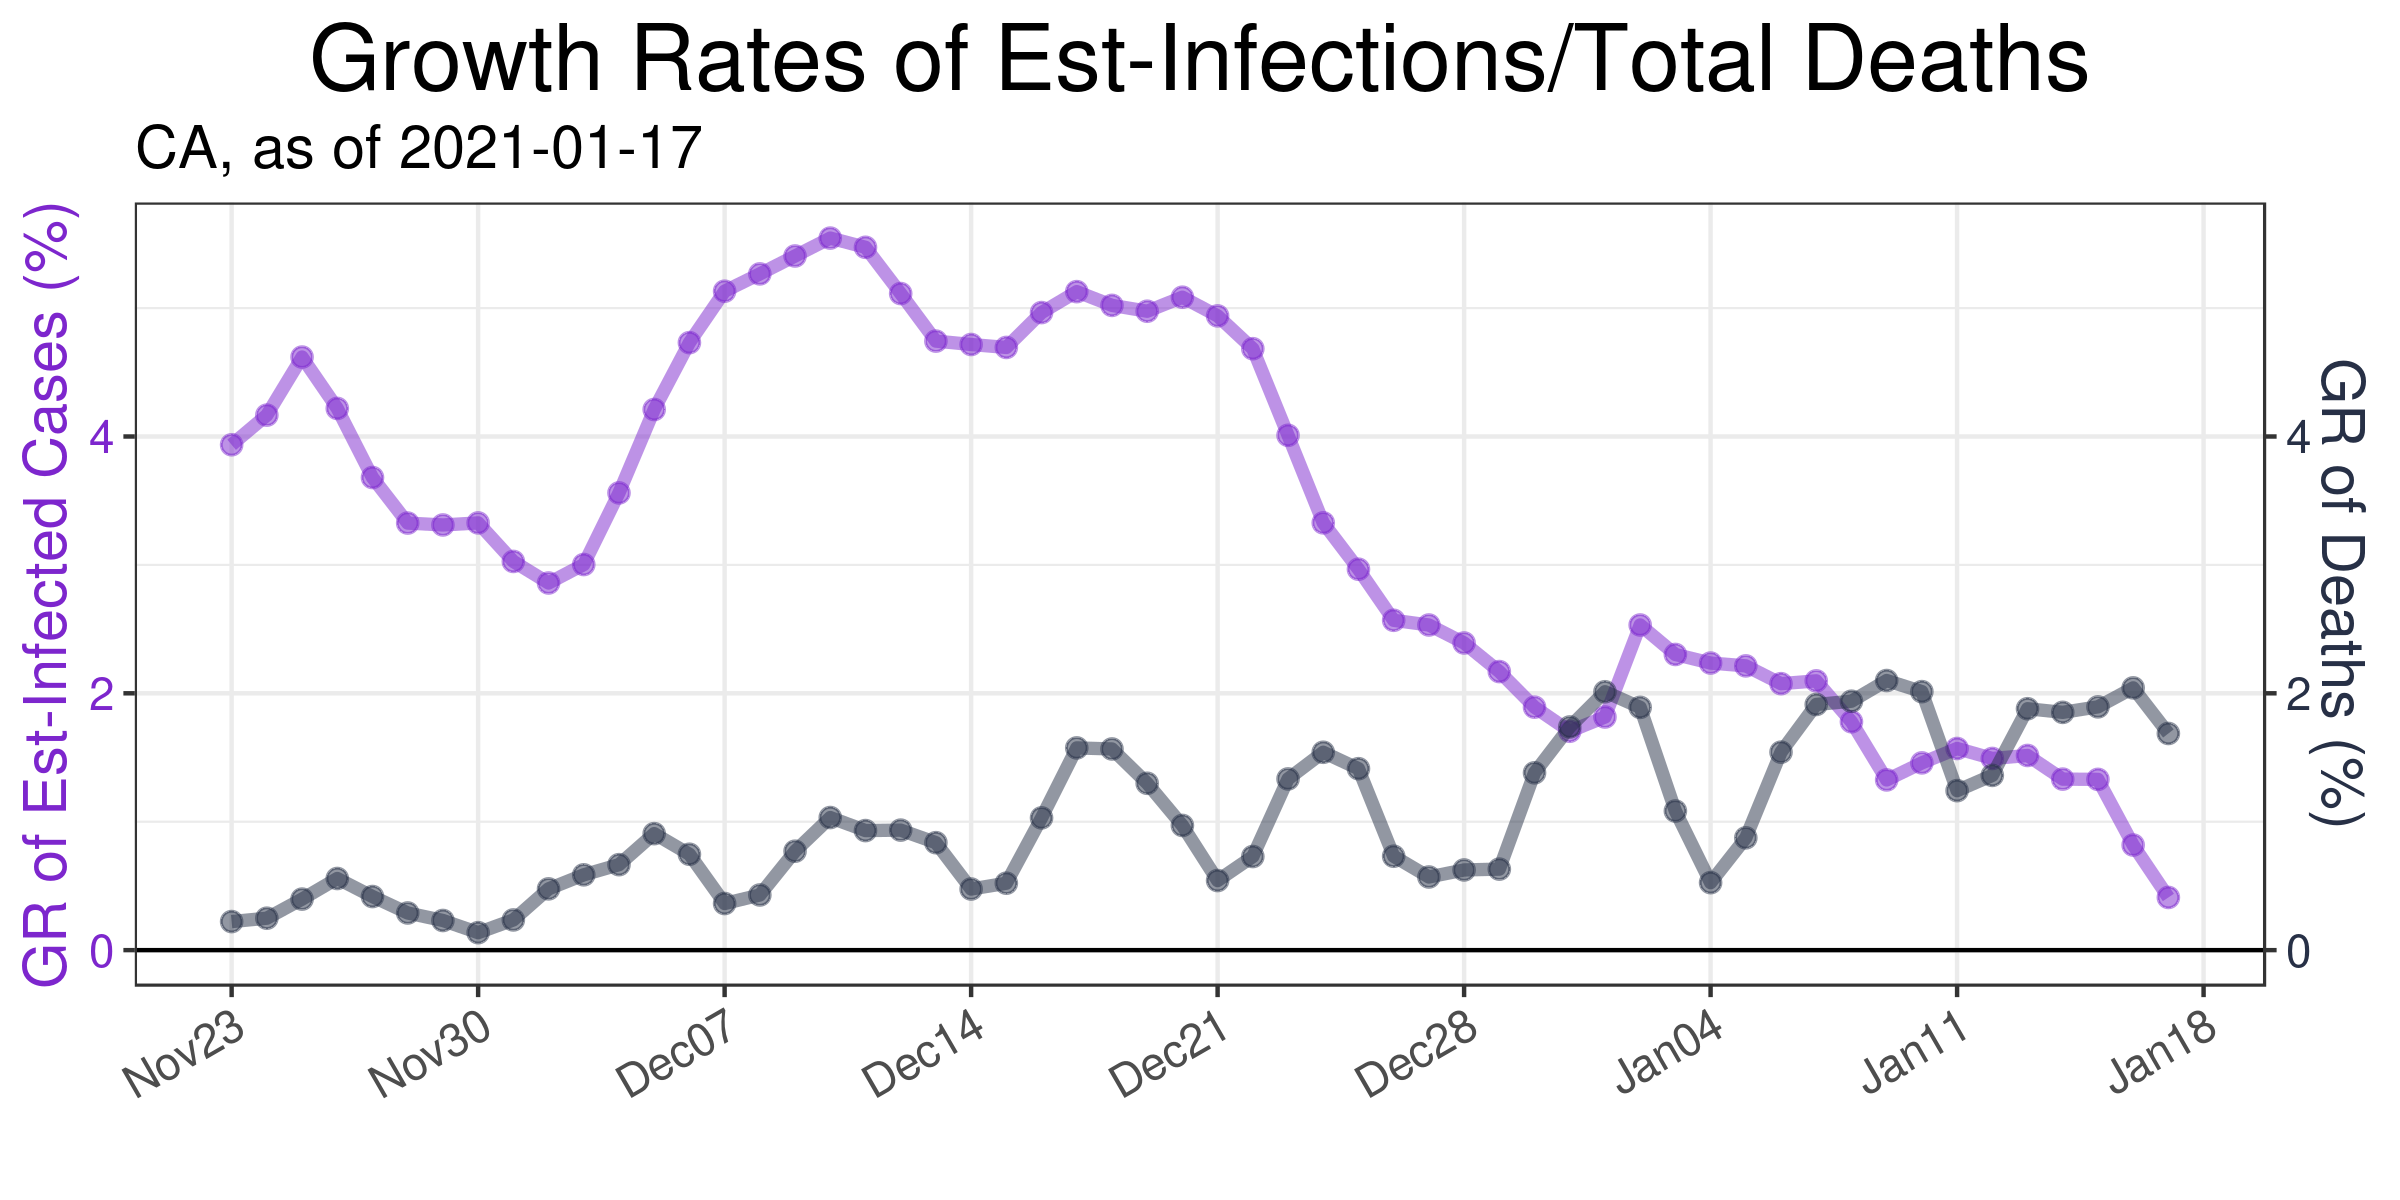 Growth Rates of Est-Infections/Total Deaths
CA, as of 2021-01-17
GR of Est-Infected Cases (%)
4
2
0
4
2
0
GR of Deaths (%)
Nov23
Nov30
Dec07
Dec14
Dec21
Dec28
Jan04
Jan11
Jan18